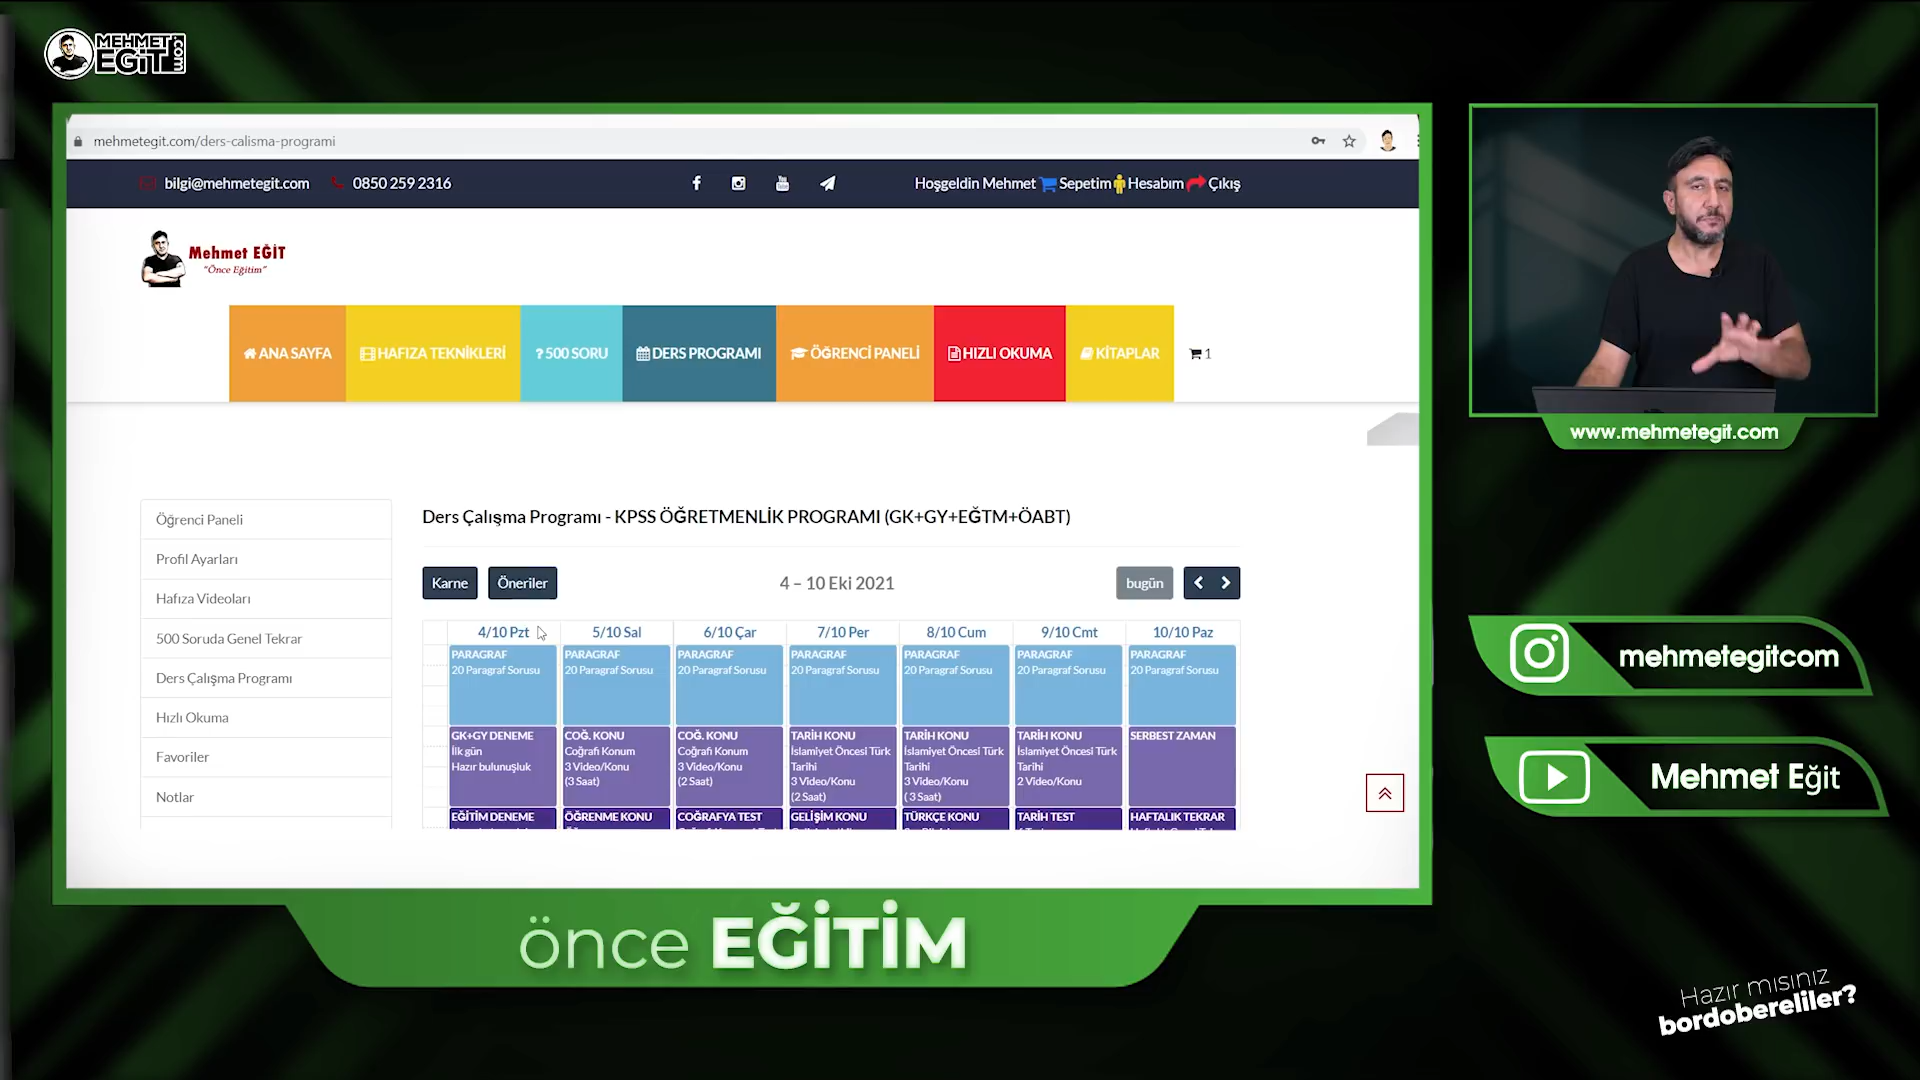 MEHMET
EGİT
.com
mehmetegit.com/ders-calisma-programi
bilgi@mehmetegit.com 0850 259 2316 Hoşgeldin Mehmet Sepetim Hesabım Çıkış
Mehmet EĞİT
"Önce Eğitim"
ANA SAYFA HAFIZA TEKNİKLERİ ? 500 SORU DERS PROGRAMI ÖĞRENCİ PANELİ HIZLI OKUMA KİTAPLAR 1
www.mehmetegit.com
Öğrenci Paneli
Profil Ayarları
Hafıza Videoları
500 Soruda Genel Tekrar
Ders Çalışma Programı
Hızlı Okuma
Favoriler
Notlar
Ders Çalışma Programı - KPSS ÖĞRETMENLİK PROGRAMI (GK+GY+EĞTM+ÖABT)
Karne Öneriler 4 – 10 Eki 2021 bugün
4/10 Pzt 5/10 Sal 6/10 Çar 7/10 Per 8/10 Cum 9/10 Cmt 10/10 Paz
PARAGRAF PARAGRAF PARAGRAF PARAGRAF PARAGRAF PARAGRAF PARAGRAF
20 Paragraf Sorusu 20 Paragraf Sorusu 20 Paragraf Sorusu 20 Paragraf Sorusu 20 Paragraf Sorusu 20 Paragraf Sorusu 20 Paragraf Sorusu
GK+GY DENEME COĞ. KONU COĞ. KONU TARİH KONU TARİH KONU TARİH KONU SERBEST ZAMAN
İlk gün Coğrafi Konum Coğrafi Konum İslamiyet Öncesi Türk İslamiyet Öncesi Türk İslamiyet Öncesi Türk
Hazır bulunuşluk 3 Video/Konu 3 Video/Konu Tarihi Tarihi Tarihi
(3 Saat) (2 Saat) 3 Video/Konu 3 Video/Konu 2 Video/Konu
(2 Saat) ( 3 Saat)
EĞİTİM DENEME ÖĞRENME KONU COĞRAFYA TEST GELİŞİM KONU TÜRKÇE KONU TARİH TEST HAFTALIK TEKRAR
mehmetegitcom
Mehmet Eğit
önce EĞİTİM
Hazır mısınız
bordobereliler?